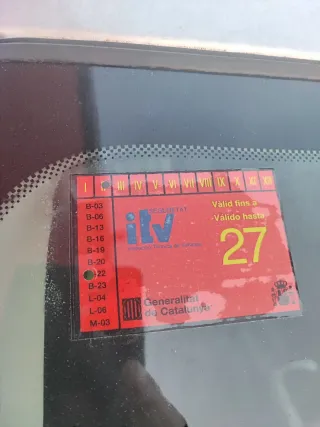 I III IV V VI VII VIII IX X XI XII
B-03
B-06
B-13
B-16
B-19
B-20
22
B-23
L-04
L-06
M-03
itv
Vàlid fins a
Válido hasta
27
Generalitat
de Catalunya